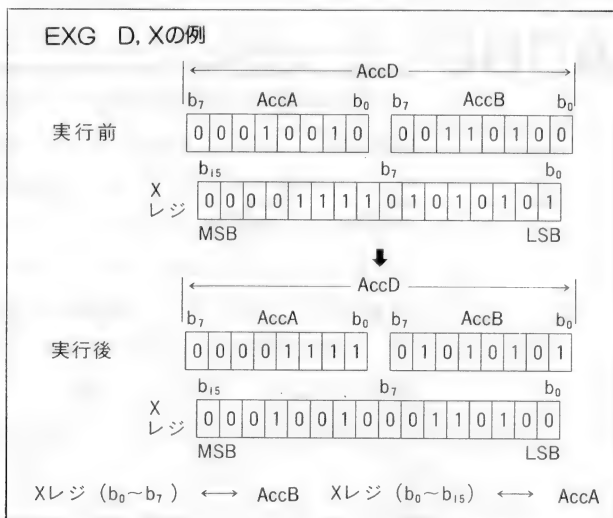 EXG D, Xの例
AccD
b₇ AccA b₀ b₇ AccB b₀
実行前 0 0 0 1 0 0 1 0 0 0 1 1 0 1 0 0
b₁₅ b₇ b₀
X
レジ 0 0 0 0 1 1 1 1 0 1 0 1 0 1 0 1
MSB LSB
AccD
b₇ AccA b₀ b₇ AccB b₀
実行後 0 0 0 0 1 1 1 1 0 1 0 1 0 1 0 1
b₁₅ b₇ b₀
X
レジ 0 0 0 1 0 0 1 0 0 0 1 1 0 1 0 0
MSB LSB
Xレジ (b₀~b₇) ←→ AccB Xレジ (b₀~b₁₅) ←→ AccA